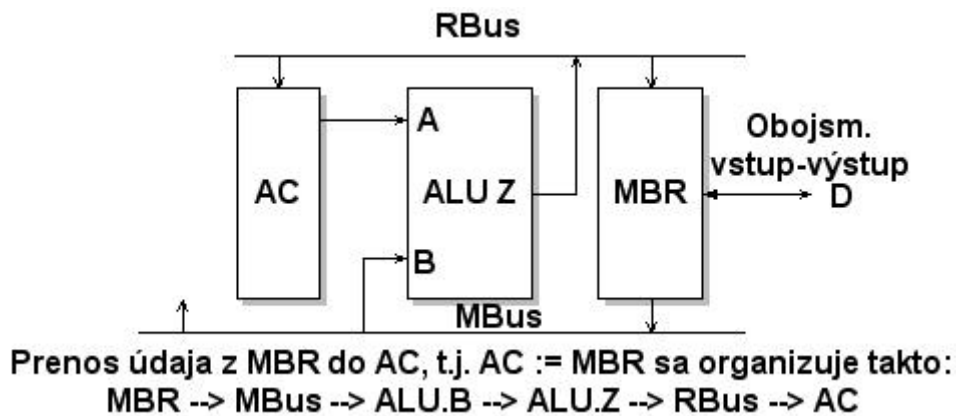 RBus
A
Obojsm.
vstup-výstup
AC
ALU Z
MBR
D
B
MBus
Prenos údaja z MBR do AC, t.j. AC := MBR sa organizuje takto:
MBR --> MBus --> ALU.B --> ALU.Z --> RBus --> AC